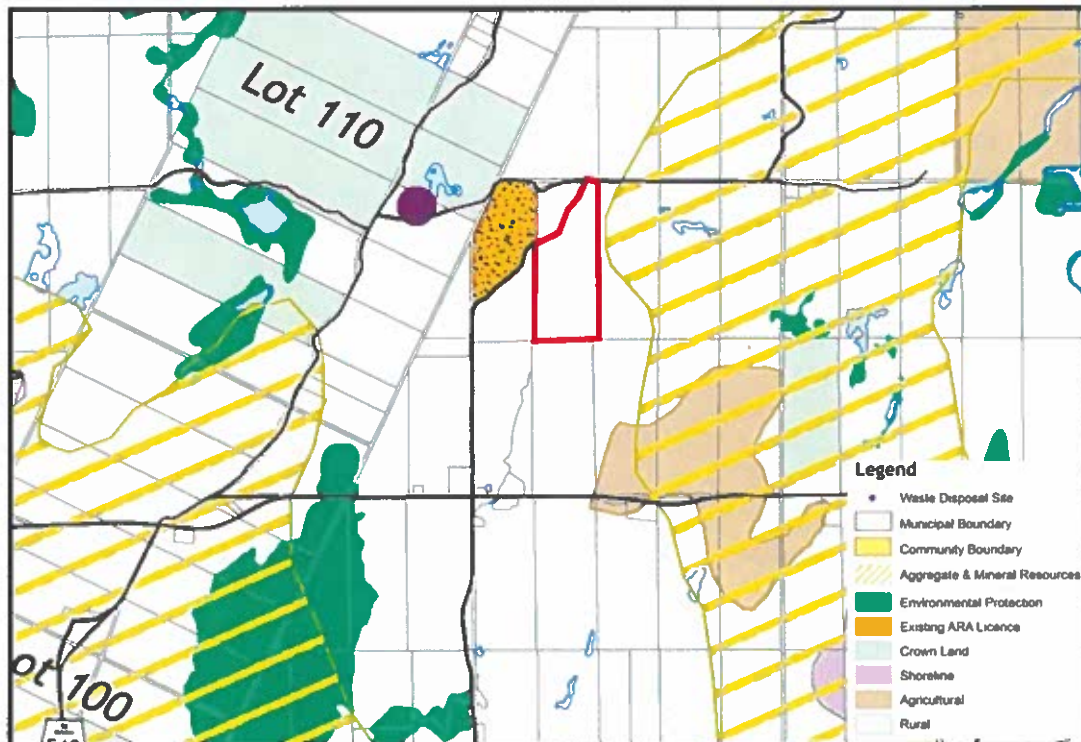 Lot 110
Legend
Waste Disposal Site
Municipal Boundary
Community Boundary
Aggregate & Mineral Resources
Environmental Protection
Existing ARA Licence
Crown Land
Shoreline
Agricultural
Rural
ot 100